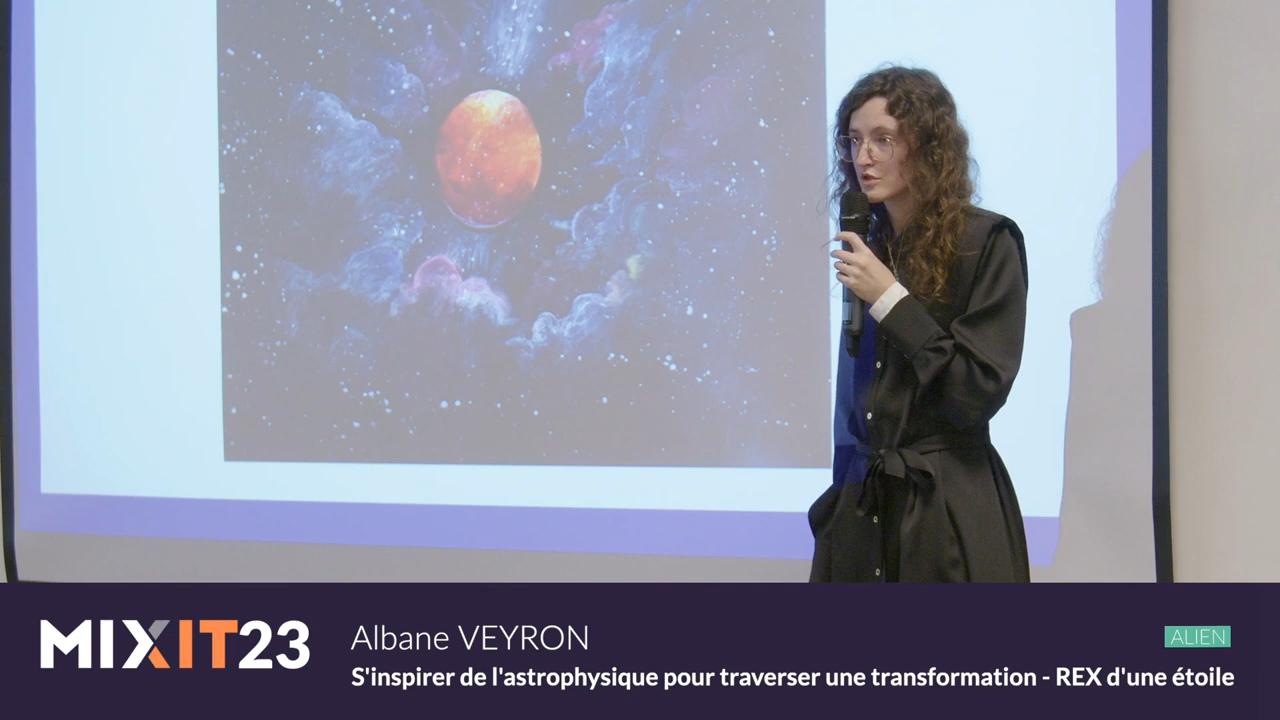 MIXIT23
Albane VEYRON
ALIEN
S'inspirer de l'astrophysique pour traverser une transformation - REX d'une étoile